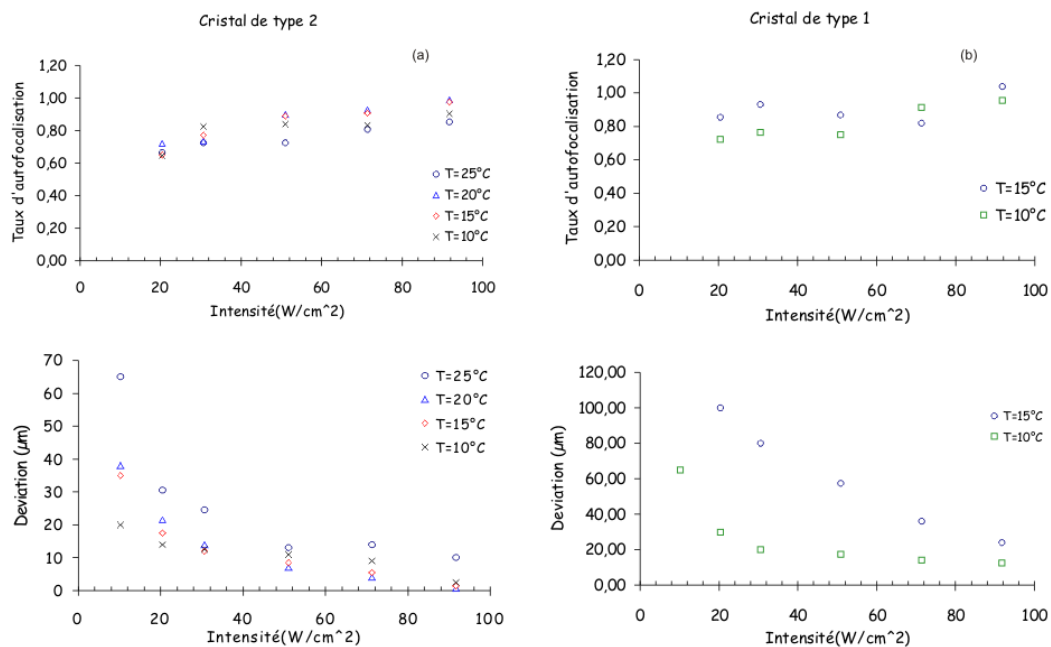 Cristal de type 2
(a)
Taux d'autofocalisation
1,20
1,00
0,80
0,60
0,40
0,20
0,00
T=25°C
T=20°C
T=15°C
T=10°C
0 20 40 60 80 100
Intensité(W/cm^2)
Cristal de type 1
(b)
Taux d'autofocalisation
1,20
1,00
0,80
0,60
0,40
0,20
0,00
T=15°C
T=10°C
0 20 40 60 80 100
Intensité(W/cm^2)
Deviation (µm)
70
60
50
40
30
20
10
0
T=25°C
T=20°C
T=15°C
T=10°C
0 20 40 60 80 100
Intensité(W/cm^2)
Deviation (µm)
120,00
100,00
80,00
60,00
40,00
20,00
0,00
T=15°C
T=10°C
0 20 40 60 80 100
Intensité(W/cm^2)